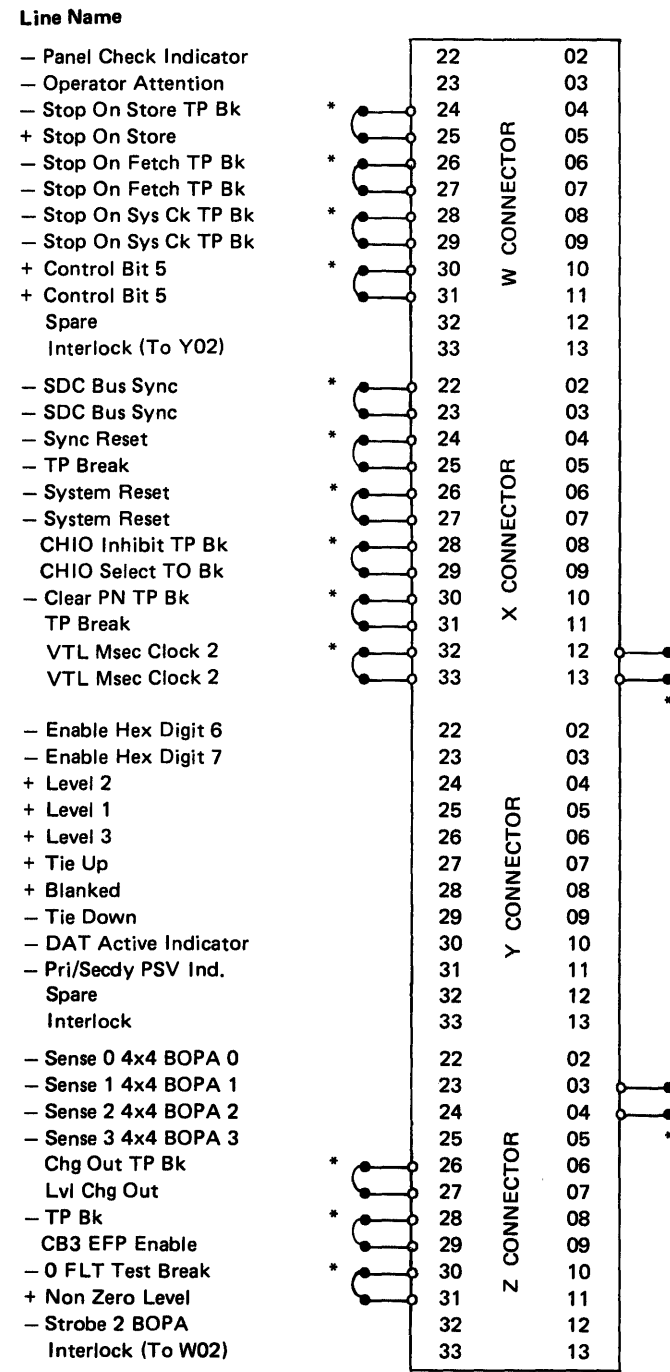 Line Name
— Panel Check Indicator 22 02
— Operator Attention 23 03
— Stop On Store TP Bk * 24 04
+ Stop On Store 25 05
— Stop On Fetch TP Bk * 26 06
— Stop On Fetch TP Bk 27 07
— Stop On Sys Ck TP Bk * 28 08
— Stop On Sys Ck TP Bk 29 09
+ Control Bit 5 * 30 10
+ Control Bit 5 31 11
Spare 32 12
Interlock (To Y02) 33 13
W CONNECTOR
— SDC Bus Sync * 22 02
— SDC Bus Sync 23 03
— Sync Reset * 24 04
— TP Break 25 05
— System Reset * 26 06
— System Reset 27 07
CHIO Inhibit TP Bk * 28 08
CHIO Select TO Bk 29 09
— Clear PN TP Bk * 30 10
TP Break 31 11
VTL Msec Clock 2 * 32 12
VTL Msec Clock 2 33 13
*
X CONNECTOR
— Enable Hex Digit 6 22 02
— Enable Hex Digit 7 23 03
+ Level 2 24 04
+ Level 1 25 05
+ Level 3 26 06
+ Tie Up 27 07
+ Blanked 28 08
— Tie Down 29 09
— DAT Active Indicator 30 10
— Pri/Secdy PSV Ind. 31 11
Spare 32 12
Interlock 33 13
Y CONNECTOR
— Sense 0 4x4 BOPA 0 22 02
— Sense 1 4x4 BOPA 1 23 03
— Sense 2 4x4 BOPA 2 24 04
— Sense 3 4x4 BOPA 3 25 05 *
Chg Out TP Bk * 26 06
Lvl Chg Out 27 07
— TP Bk * 28 08
CB3 EFP Enable 29 09
— 0 FLT Test Break * 30 10
+ Non Zero Level 31 11
— Strobe 2 BOPA 32 12
Interlock (To W02) 33 13
Z CONNECTOR